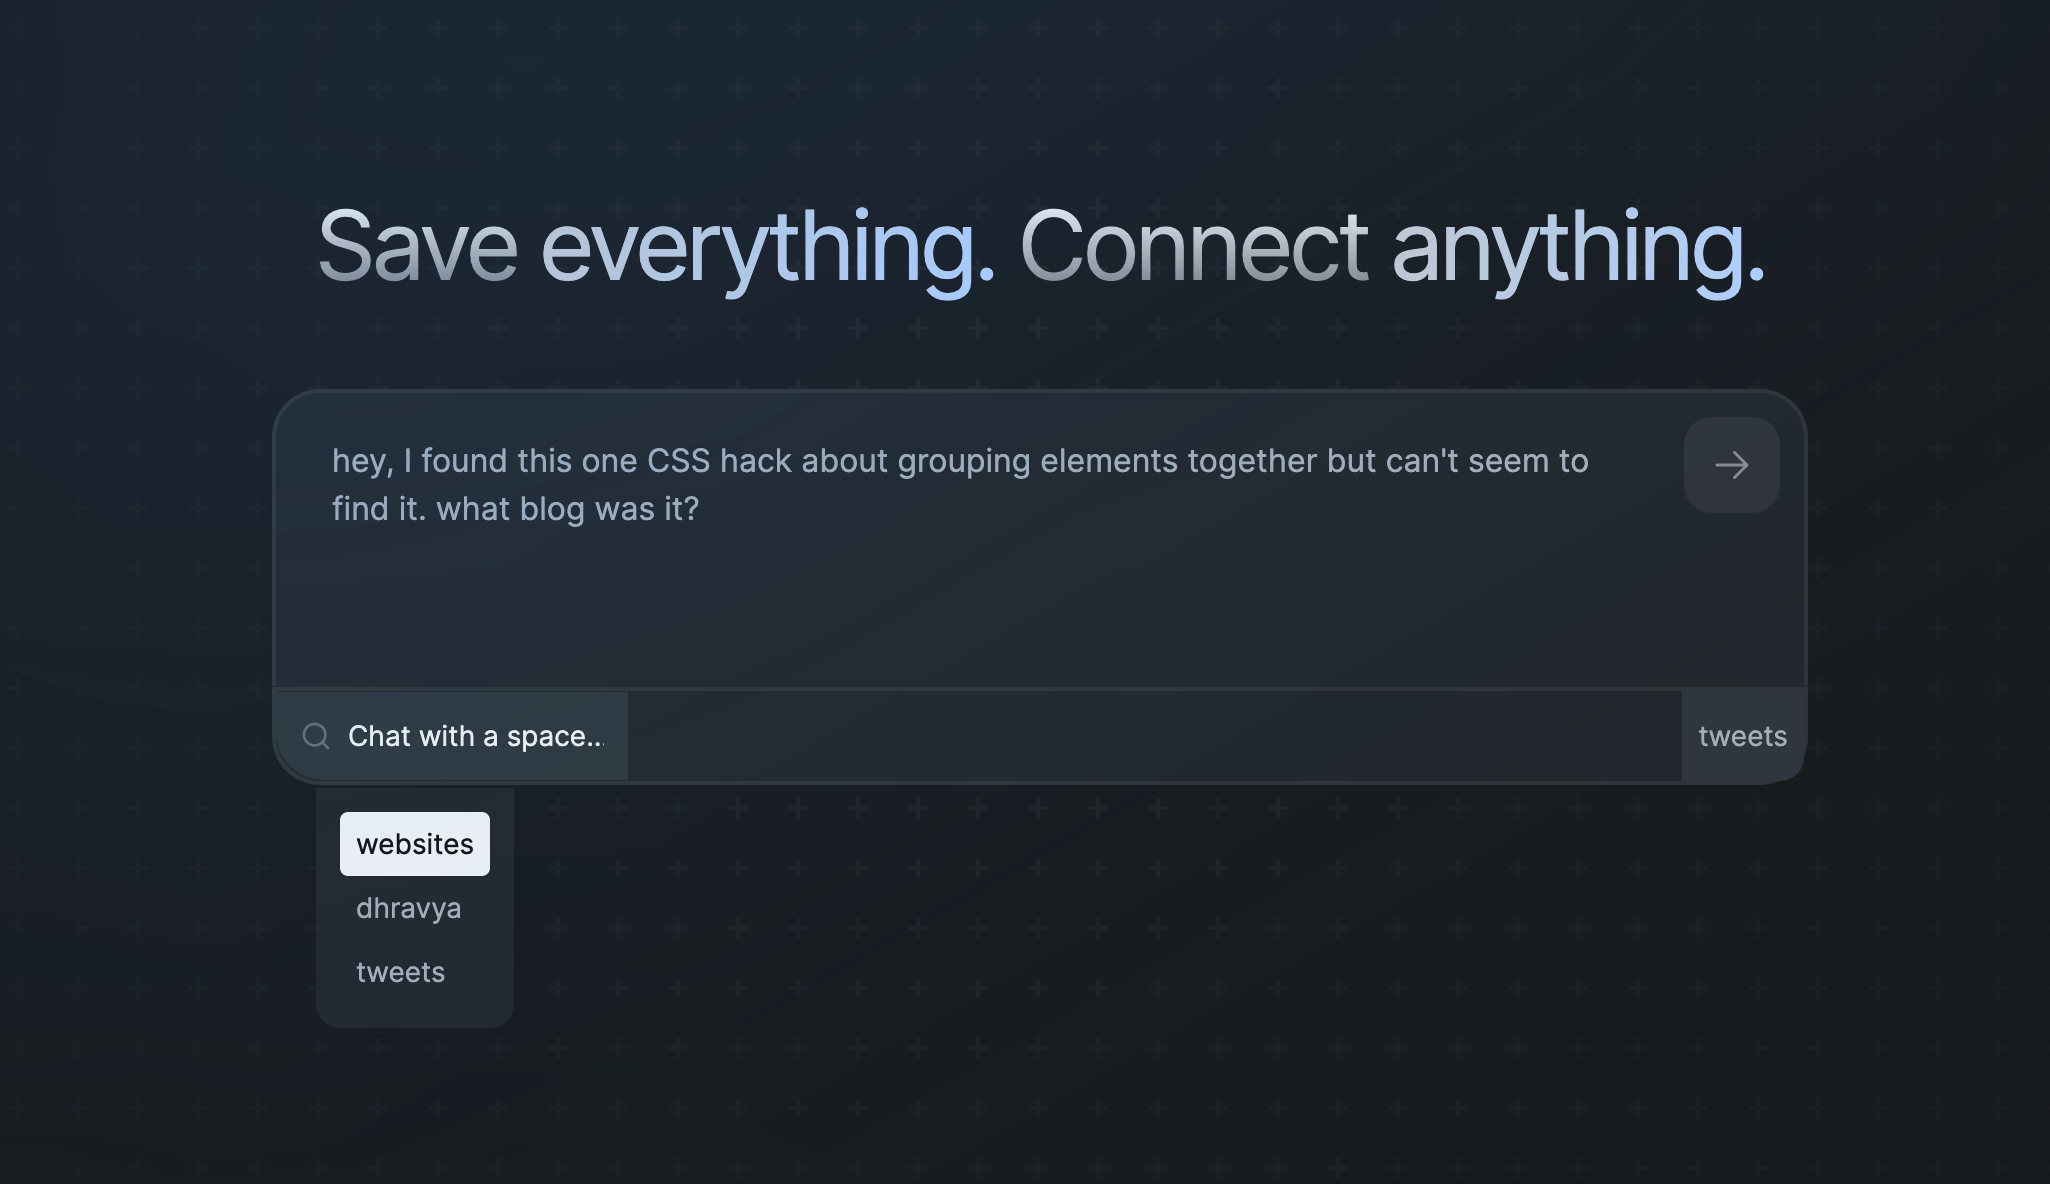 Save everything. Connect anything.
hey, I found this one CSS hack about grouping elements together but can't seem to
find it. what blog was it?
Chat with a space...
tweets
websites
dhravya
tweets